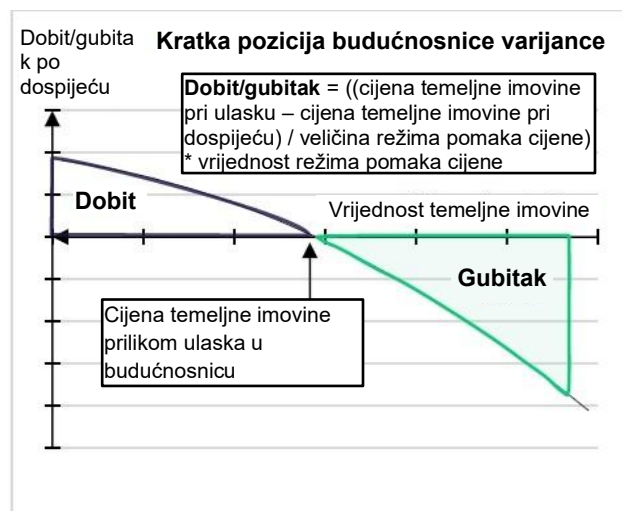 Dobit/gubita
k po
dospijeću
Kratka pozicija budućnosnice varijance
Dobit/gubitak = ((cijena temeljne imovine
pri ulasku – cijena temeljne imovine pri
dospijeću) / veličina režima pomaka cijene)
* vrijednost režima pomaka cijene
Dobit
Vrijednost temeljne imovine
Gubitak
Cijena temeljne imovine
prilikom ulaska u
budućnosnicu